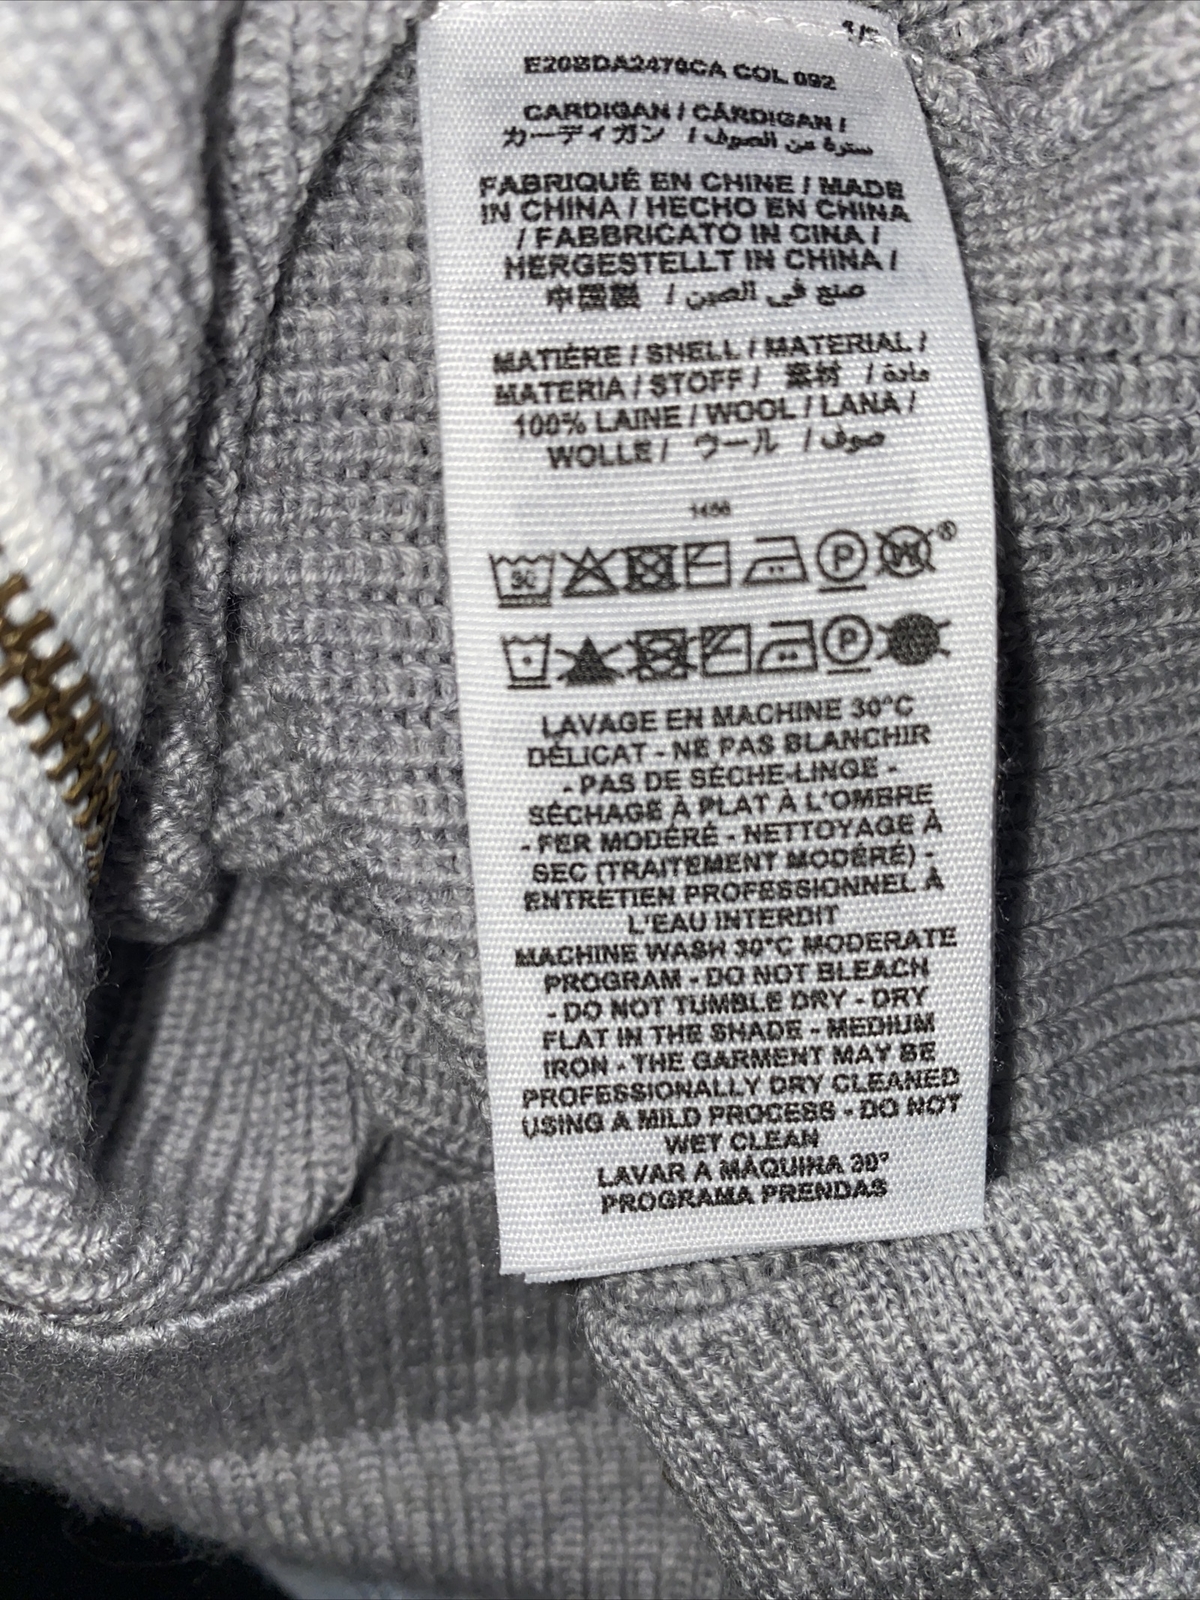 E20BDA2476CA COL 092
CARDIGAN / CÁRDIGAN /
カーディガン / سترة من الصوف /
FABRIQUÉ EN CHINE / MADE
IN CHINA / HECHO EN CHINA
/ FABBRICATO IN CINA /
HERGESTELLT IN CHINA /
中国製 / صنع في الصين
MATIÈRE / SHELL / MATERIAL /
MATERIA / STOFF / 素材 / مادة
100% LAINE / WOOL / LANA /
WOLLE / ウール / صوف
30 P W ®
P
LAVAGE EN MACHINE 30°C
DÉLICAT - NE PAS BLANCHIR
- PAS DE SÈCHE-LINGE -
SÉCHAGE À PLAT À L'OMBRE
- FER MODÉRÉ - NETTOYAGE À
SEC (TRAITEMENT MODÉRÉ) -
ENTRETIEN PROFESSIONNEL À
L'EAU INTERDIT
MACHINE WASH 30°C MODERATE
PROGRAM - DO NOT BLEACH
- DO NOT TUMBLE DRY - DRY
FLAT IN THE SHADE - MEDIUM
IRON - THE GARMENT MAY BE
PROFESSIONALLY DRY CLEANED
USING A MILD PROCESS - DO NOT
WET CLEAN
LAVAR A MÁQUINA 30°
PROGRAMA PRENDAS